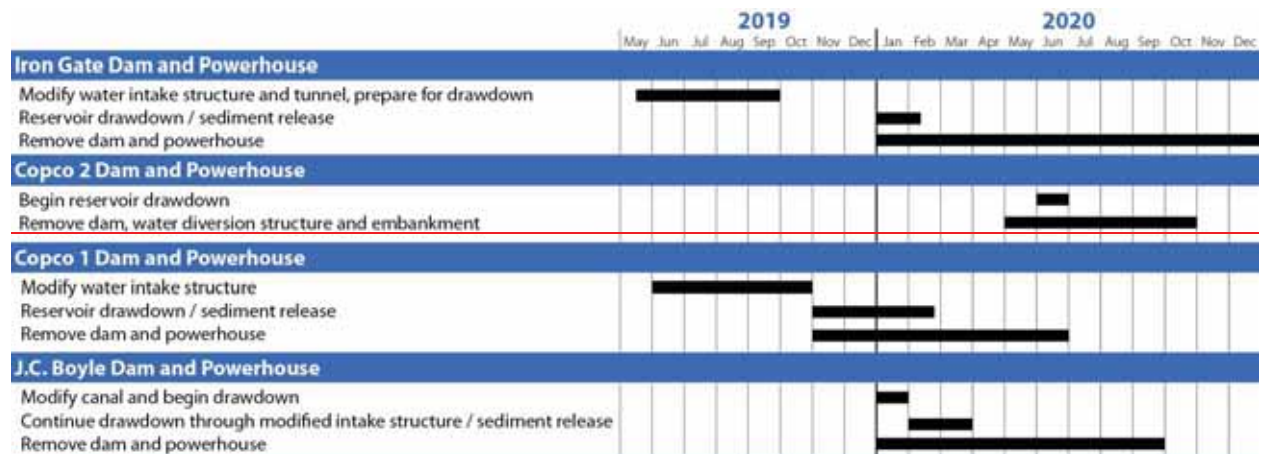 2019 2020
May Jun Jul Aug Sep Oct Nov Dec Jan Feb Mar Apr May Jun Jul Aug Sep Oct Nov Dec
Iron Gate Dam and Powerhouse
Modify water intake structure and tunnel, prepare for drawdown
Reservoir drawdown / sediment release
Remove dam and powerhouse
Copco 2 Dam and Powerhouse
Begin reservoir drawdown
Remove dam, water diversion structure and embankment
Copco 1 Dam and Powerhouse
Modify water intake structure
Reservoir drawdown / sediment release
Remove dam and powerhouse
J.C. Boyle Dam and Powerhouse
Modify canal and begin drawdown
Continue drawdown through modified intake structure / sediment release
Remove dam and powerhouse